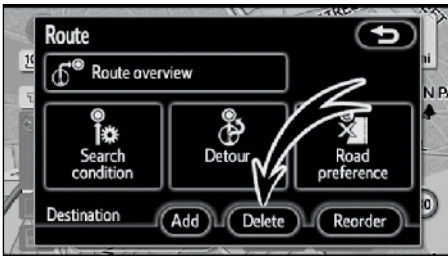 Route
Route overview
Search
condition
Detour
Road
preference
Destination
Add
Delete
Reorder